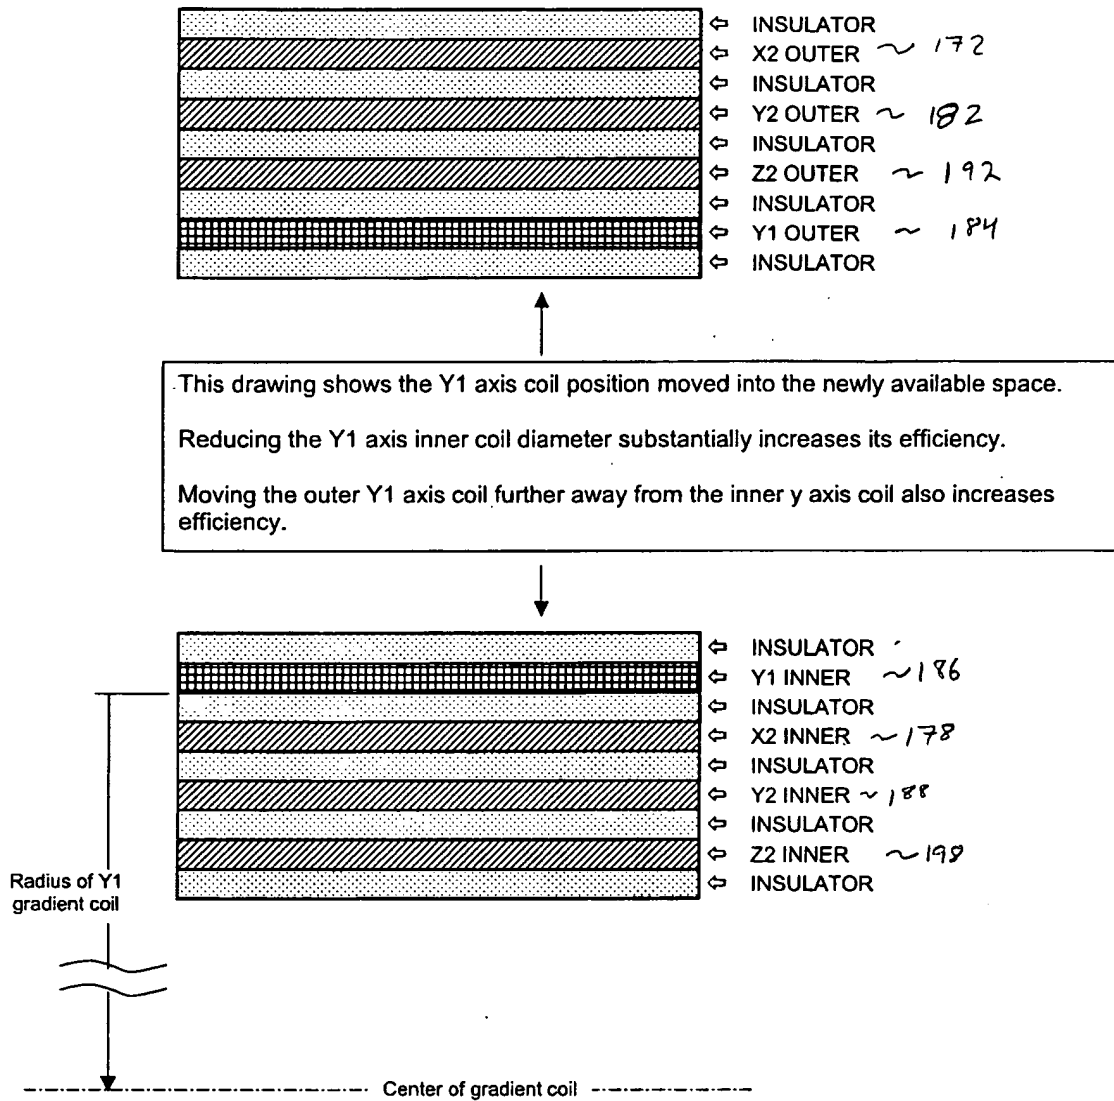 INSULATOR
X2 OUTER ~ 172
INSULATOR
Y2 OUTER ~ 182
INSULATOR
Z2 OUTER ~ 192
INSULATOR
Y1 OUTER ~ 184
INSULATOR
This drawing shows the Y1 axis coil position moved into the newly available space.
Reducing the Y1 axis inner coil diameter substantially increases its efficiency.
Moving the outer Y1 axis coil further away from the inner y axis coil also increases
efficiency.
INSULATOR
Y1 INNER ~186
INSULATOR
X2 INNER ~178
INSULATOR
Y2 INNER ~188
INSULATOR
Z2 INNER ~198
INSULATOR
Radius of Y1
gradient coil
Center of gradient coil